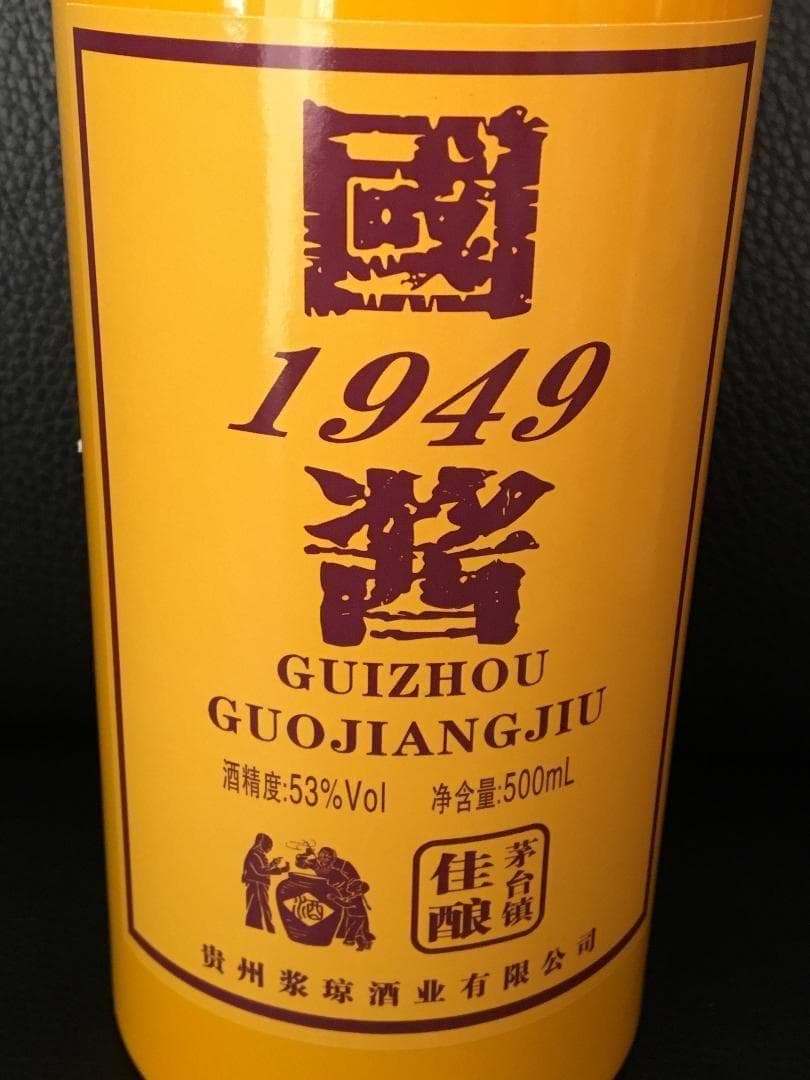 國
1949
酱
GUIZHOU
GUOJIANGJIU
酒精度:53%Vol 净含量:500mL
酒
茅台镇
佳酿
贵州浆琼酒业有限公司